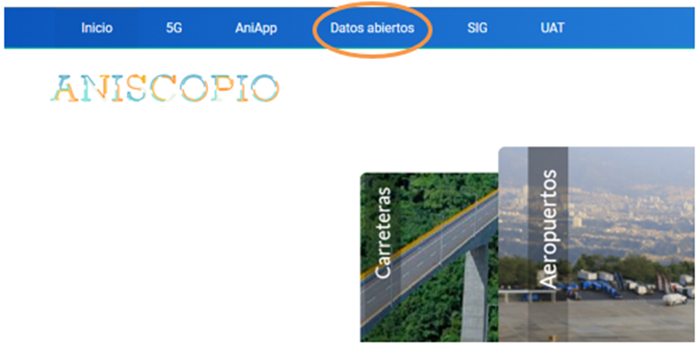 Inicio 5G AniApp Datos abiertos SIG UAT
ANISCOPIO
Carreteras
Aeropuertos